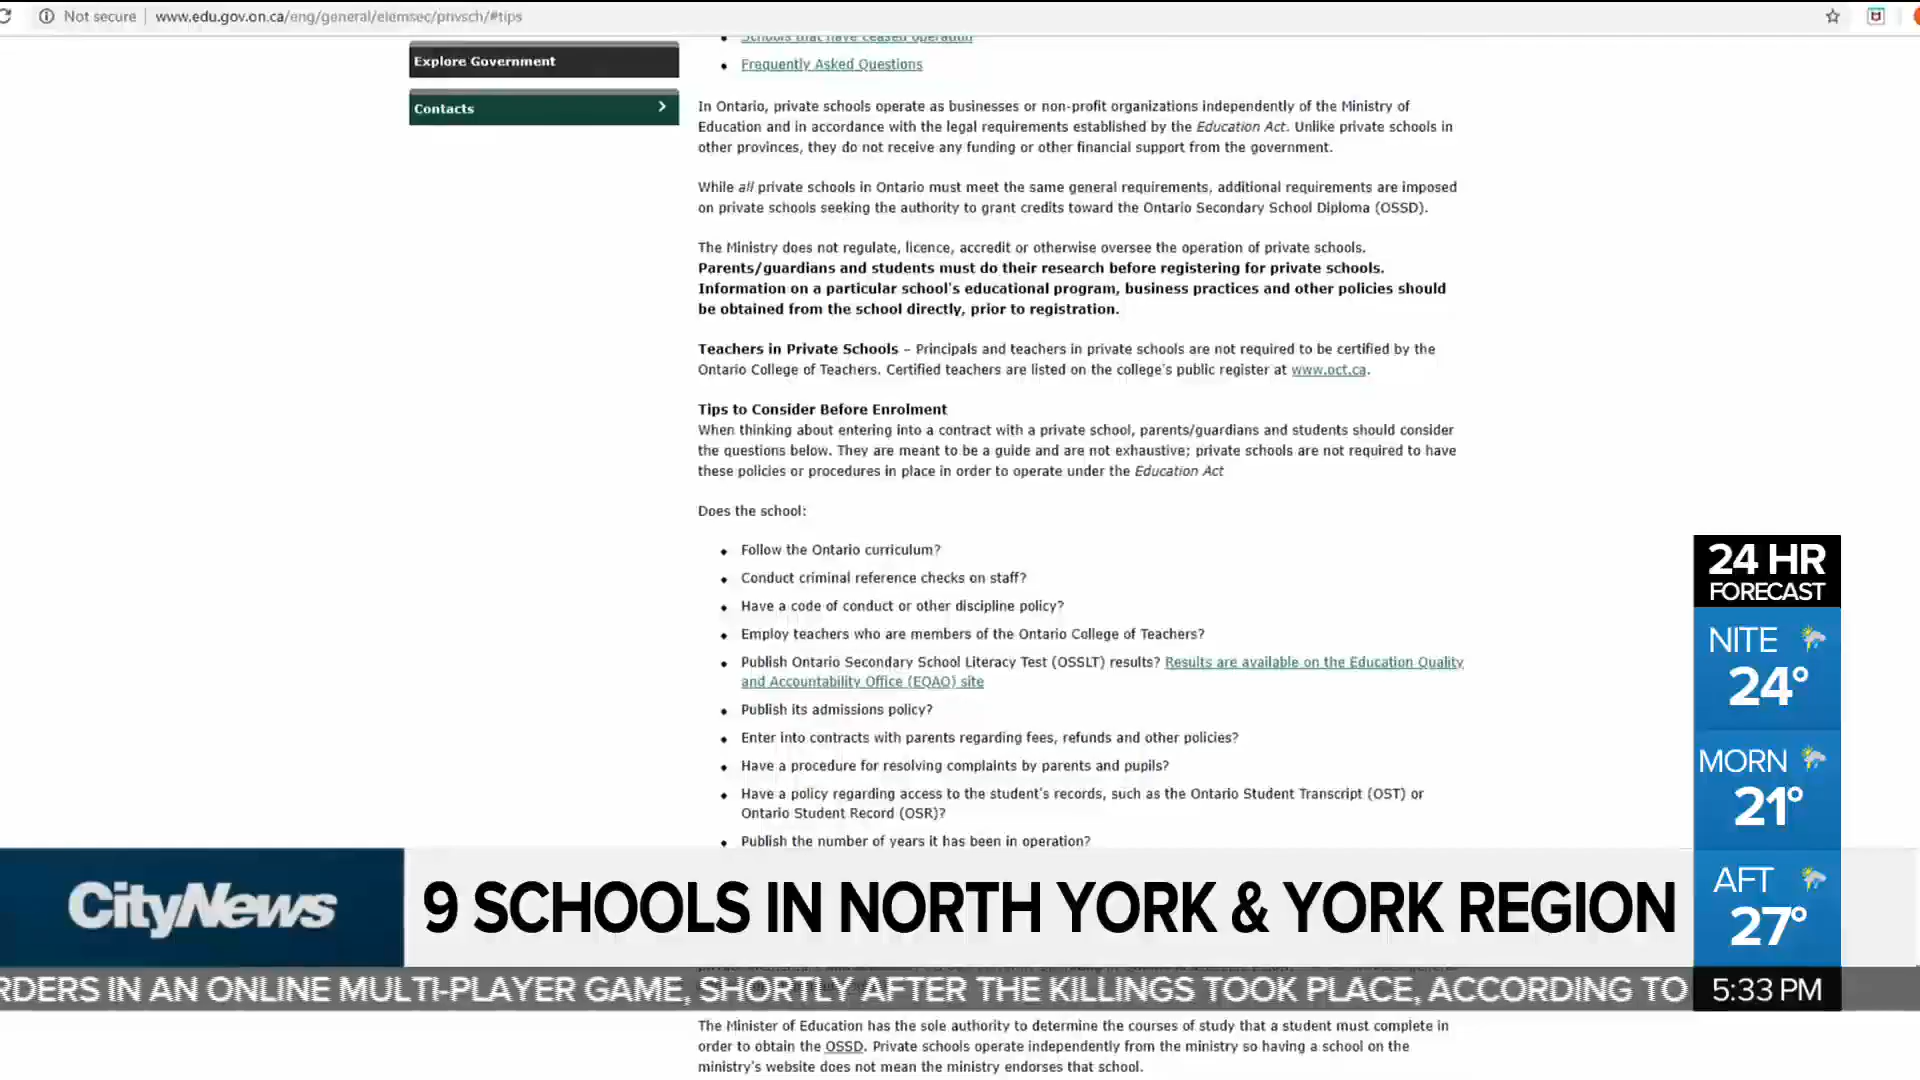 Not secure | www.edu.gov.on.ca/eng/general/elemsec/privsch/#tips
Schools that have ceased operation
Explore Government
Frequently Asked Questions
Contacts
In Ontario, private schools operate as businesses or non-profit organizations independently of the Ministry of
Education and in accordance with the legal requirements established by the Education Act. Unlike private schools in
other provinces, they do not receive any funding or other financial support from the government.
While all private schools in Ontario must meet the same general requirements, additional requirements are imposed
on private schools seeking the authority to grant credits toward the Ontario Secondary School Diploma (OSSD).
The Ministry does not regulate, licence, accredit or otherwise oversee the operation of private schools.
Parents/guardians and students must do their research before registering for private schools.
Information on a particular school's educational program, business practices and other policies should
be obtained from the school directly, prior to registration.
Teachers in Private Schools – Principals and teachers in private schools are not required to be certified by the
Ontario College of Teachers. Certified teachers are listed on the college's public register at www.oct.ca.
Tips to Consider Before Enrolment
When thinking about entering into a contract with a private school, parents/guardians and students should consider
the questions below. They are meant to be a guide and are not exhaustive; private schools are not required to have
these policies or procedures in place in order to operate under the Education Act
Does the school:
Follow the Ontario curriculum?
Conduct criminal reference checks on staff?
Have a code of conduct or other discipline policy?
Employ teachers who are members of the Ontario College of Teachers?
Publish Ontario Secondary School Literacy Test (OSSLT) results? Results are available on the Education Quality
and Accountability Office (EQAO) site
Publish its admissions policy?
Enter into contracts with parents regarding fees, refunds and other policies?
Have a procedure for resolving complaints by parents and pupils?
Have a policy regarding access to the student's records, such as the Ontario Student Transcript (OST) or
Ontario Student Record (OSR)?
Publish the number of years it has been in operation?
24 HR
FORECAST
NITE
24°
MORN
21°
AFT
27°
CityNews
9 SCHOOLS IN NORTH YORK & YORK REGION
RDERS IN AN ONLINE MULTI-PLAYER GAME, SHORTLY AFTER THE KILLINGS TOOK PLACE, ACCORDING TO
5:33 PM
The Minister of Education has the sole authority to determine the courses of study that a student must complete in
order to obtain the OSSD. Private schools operate independently from the ministry so having a school on the
ministry's website does not mean the ministry endorses that school.